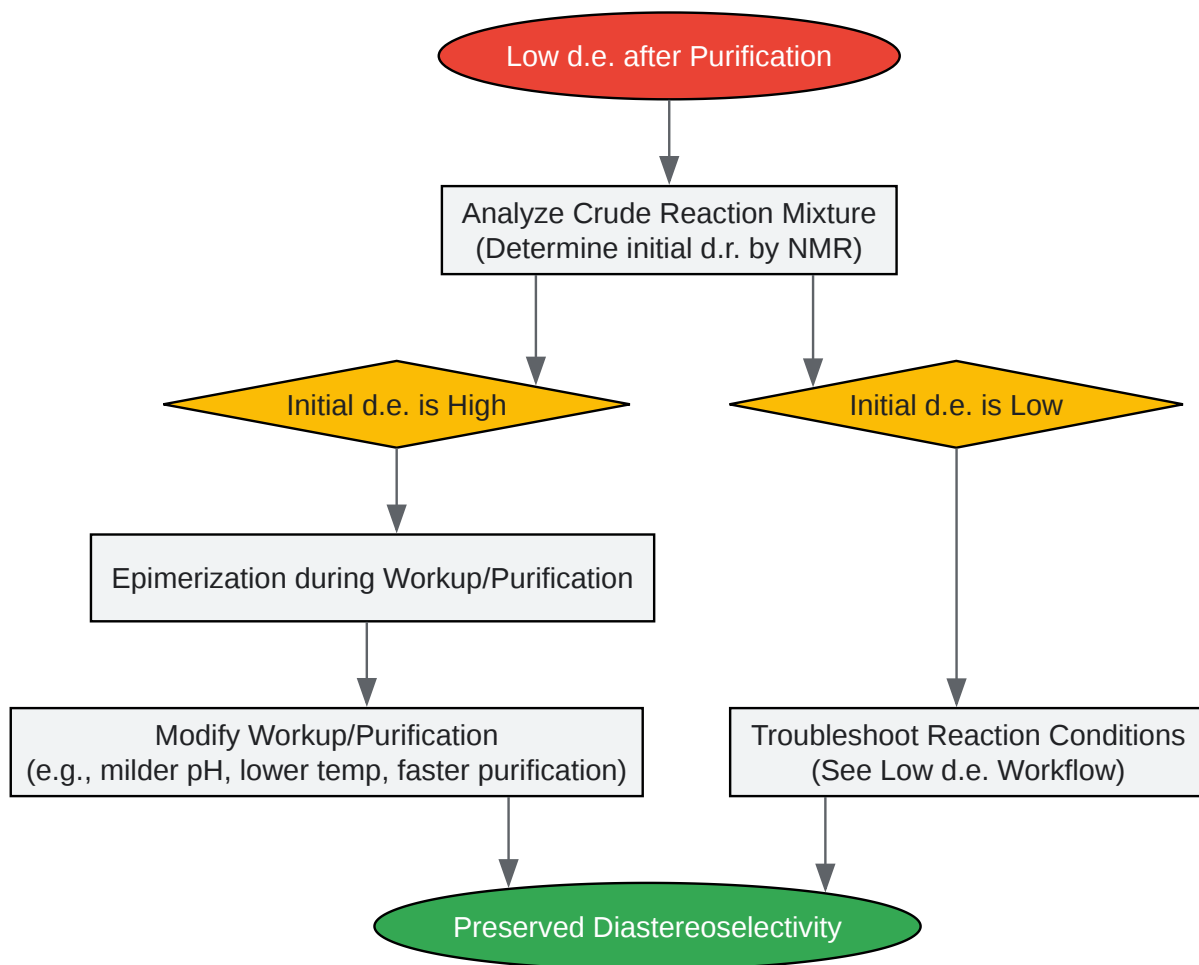 Low d.e. after Purification
Analyze Crude Reaction Mixture
(Determine initial d.r. by NMR)
Initial d.e. is High
Initial d.e. is Low
Epimerization during Workup/Purification
Modify Workup/Purification
(e.g., milder pH, lower temp, faster purification)
Troubleshoot Reaction Conditions
(See Low d.e. Workflow)
Preserved Diastereoselectivity